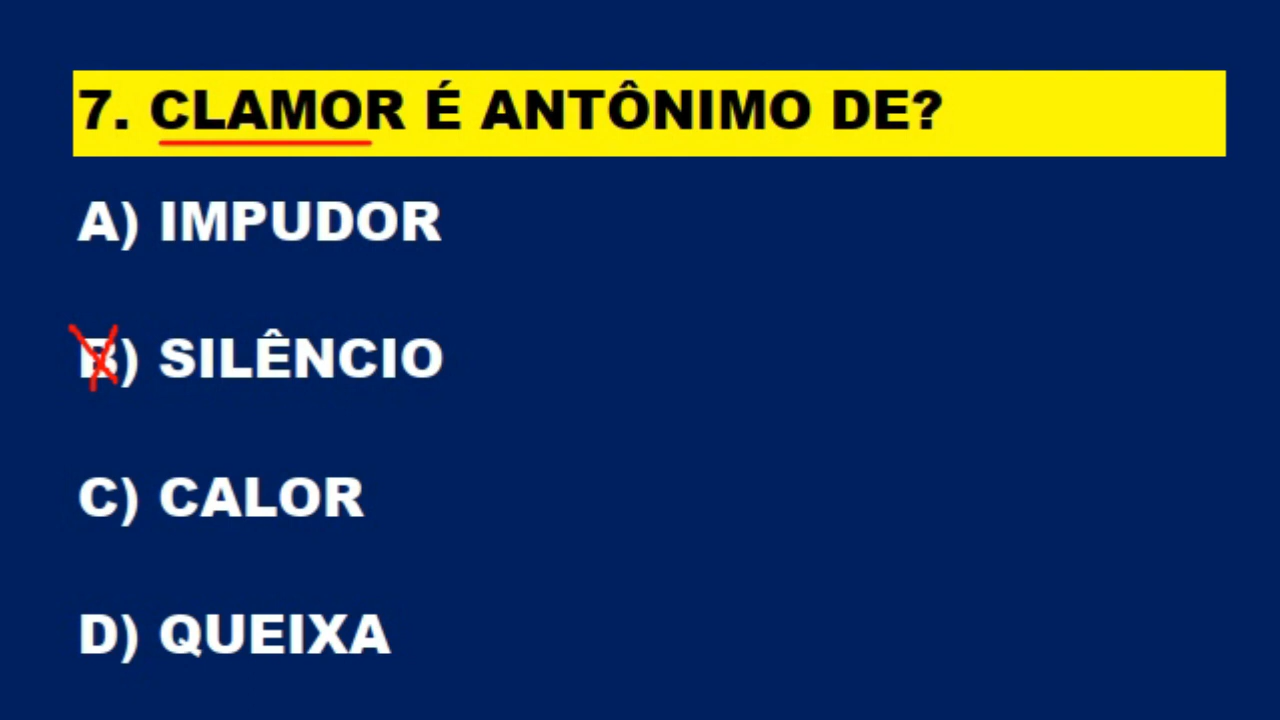 7. CLAMOR É ANTÔNIMO DE?
A) IMPUDOR
B) SILÊNCIO
C) CALOR
D) QUEIXA